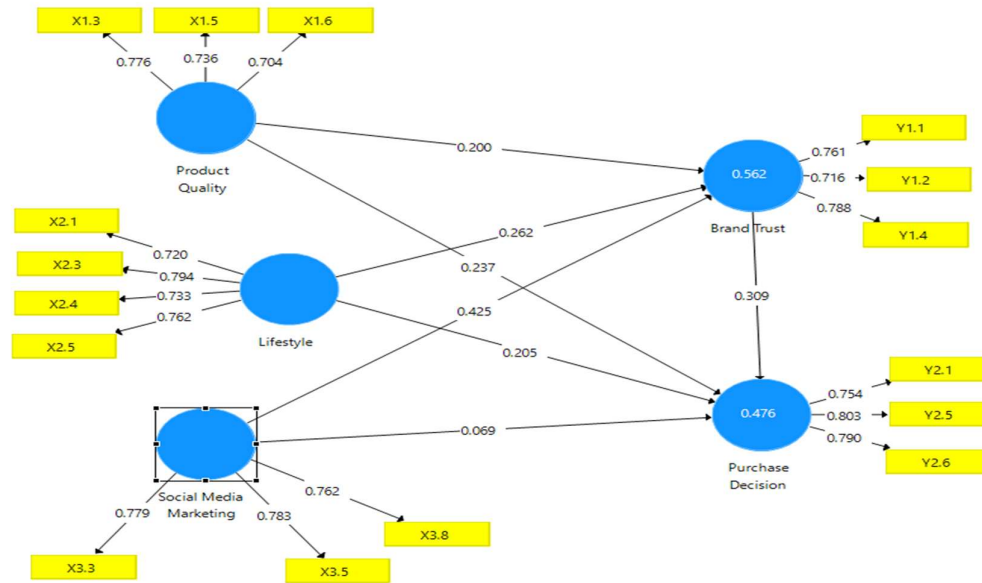 X1.3
X1.5
X1.6
0.776
0.736
0.704
Product
Quality
0.200
Y1.1
0.761
0.562
0.716
Y1.2
0.788
Brand Trust
Y1.4
X2.1
0.720
X2.3
0.794
X2.4
0.733
X2.5
0.762
Lifestyle
0.262
0.237
0.425
0.309
0.205
0.069
Y2.1
0.754
0.476
0.803
Y2.5
0.790
Y2.6
Purchase
Decision
Social Media
Marketing
0.779
0.783
0.762
X3.8
X3.3
X3.5